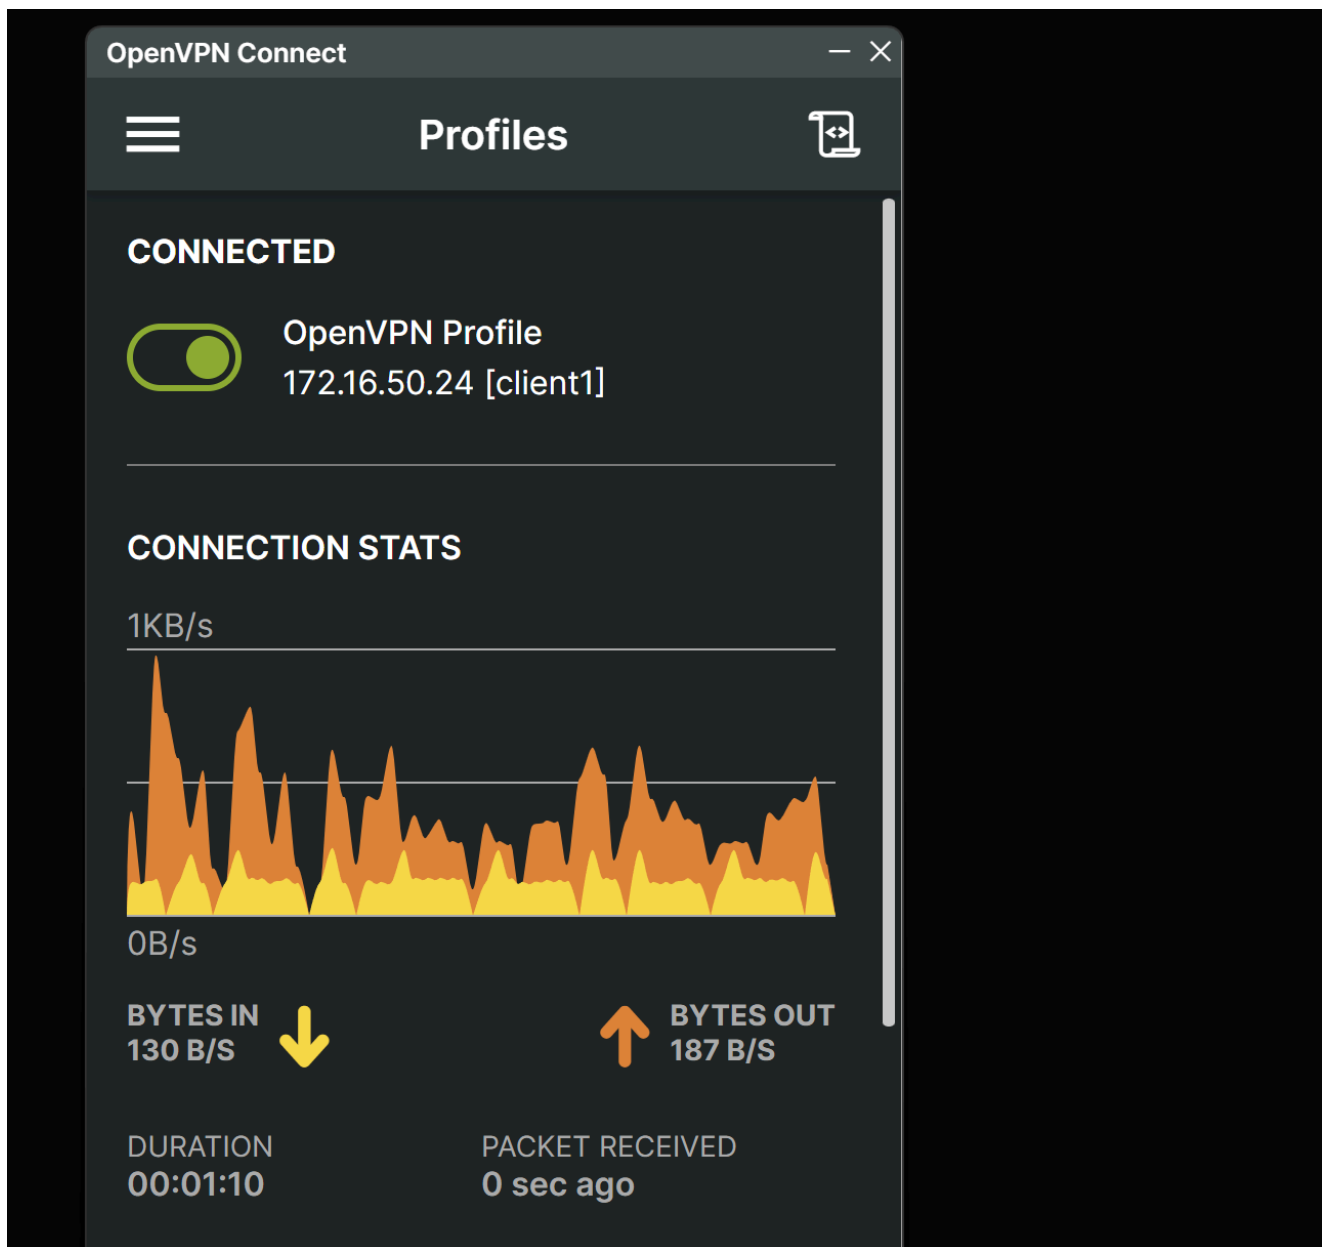 OpenVPN Connect
Profiles
CONNECTED
OpenVPN Profile
172.16.50.24 [client1]
CONNECTION STATS
1KB/s
0B/s
BYTES IN
130 B/S
BYTES OUT
187 B/S
DURATION
00:01:10
PACKET RECEIVED
0 sec ago